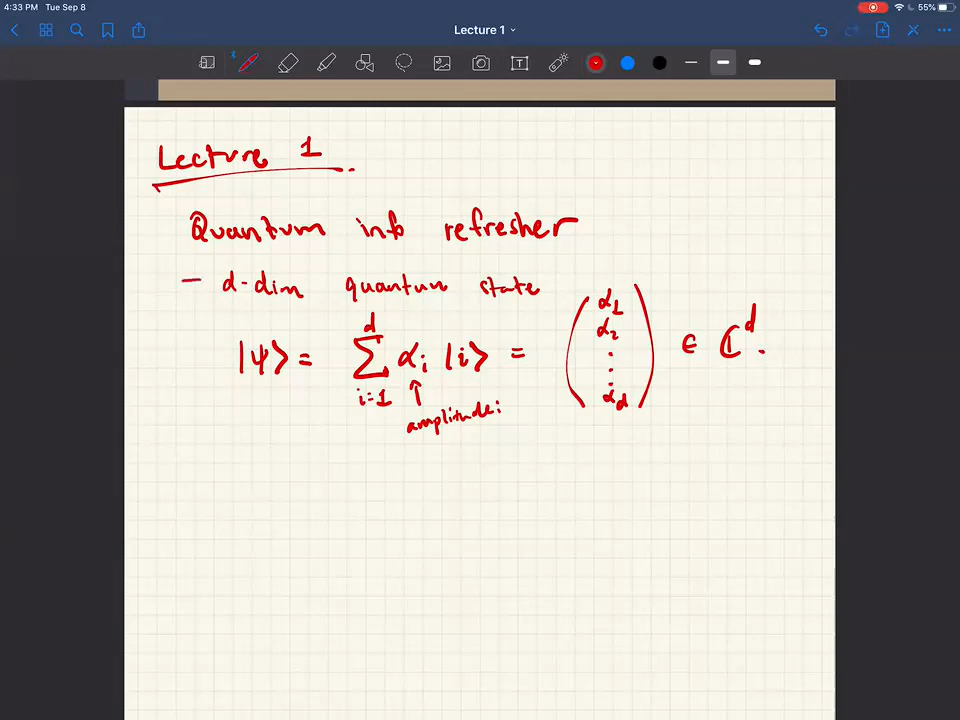 4:33 PM Tue Sep 8
55%
Lecture 1
Lecture 1
Quantum info refresher
- d-dim quantum state
|ψ⟩ = ∑_{i=1}^{d} α_i |i⟩ = (α_1 α_2 ⋮ α_d) ∈ ℂ^d.
amplitude: